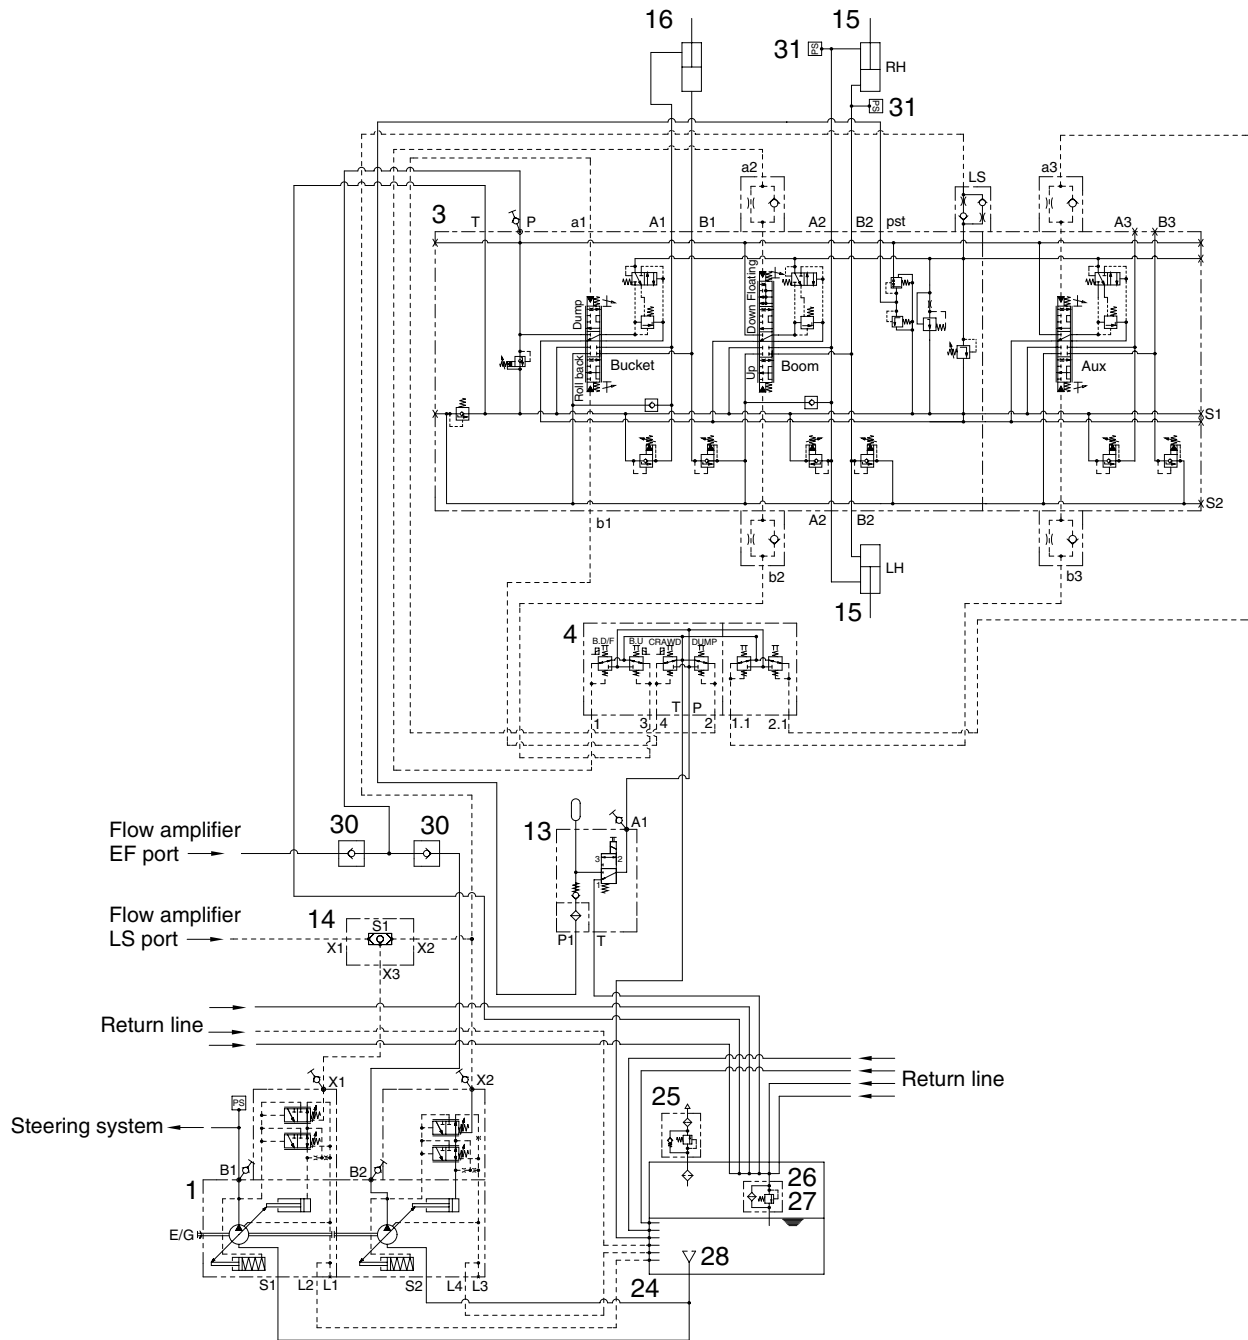 16
15
31
PS
RH
PS
31
a2
LS
a3
3
T
P
a1
A1
B1
A2
B2
pst
A3
B3
Dump
Roll back
Bucket
Down Floating
Up
Boom
Aux
S1
S2
b1
A2
B2
b2
LH
b3
15
4
B.D/F
B.U
CRAWD
DUMP
T
P
1
3
4
2
1.1
2.1
Flow amplifier
EF port
30
30
13
A1
3
2
1
P1
T
Flow amplifier
LS port
14
S1
X1
X2
X3
Return line
X1
X2
Return line
PS
Steering system
25
B1
B2
26
27
1
E/G
28
S1
L2
L1
S2
L4
L3
24